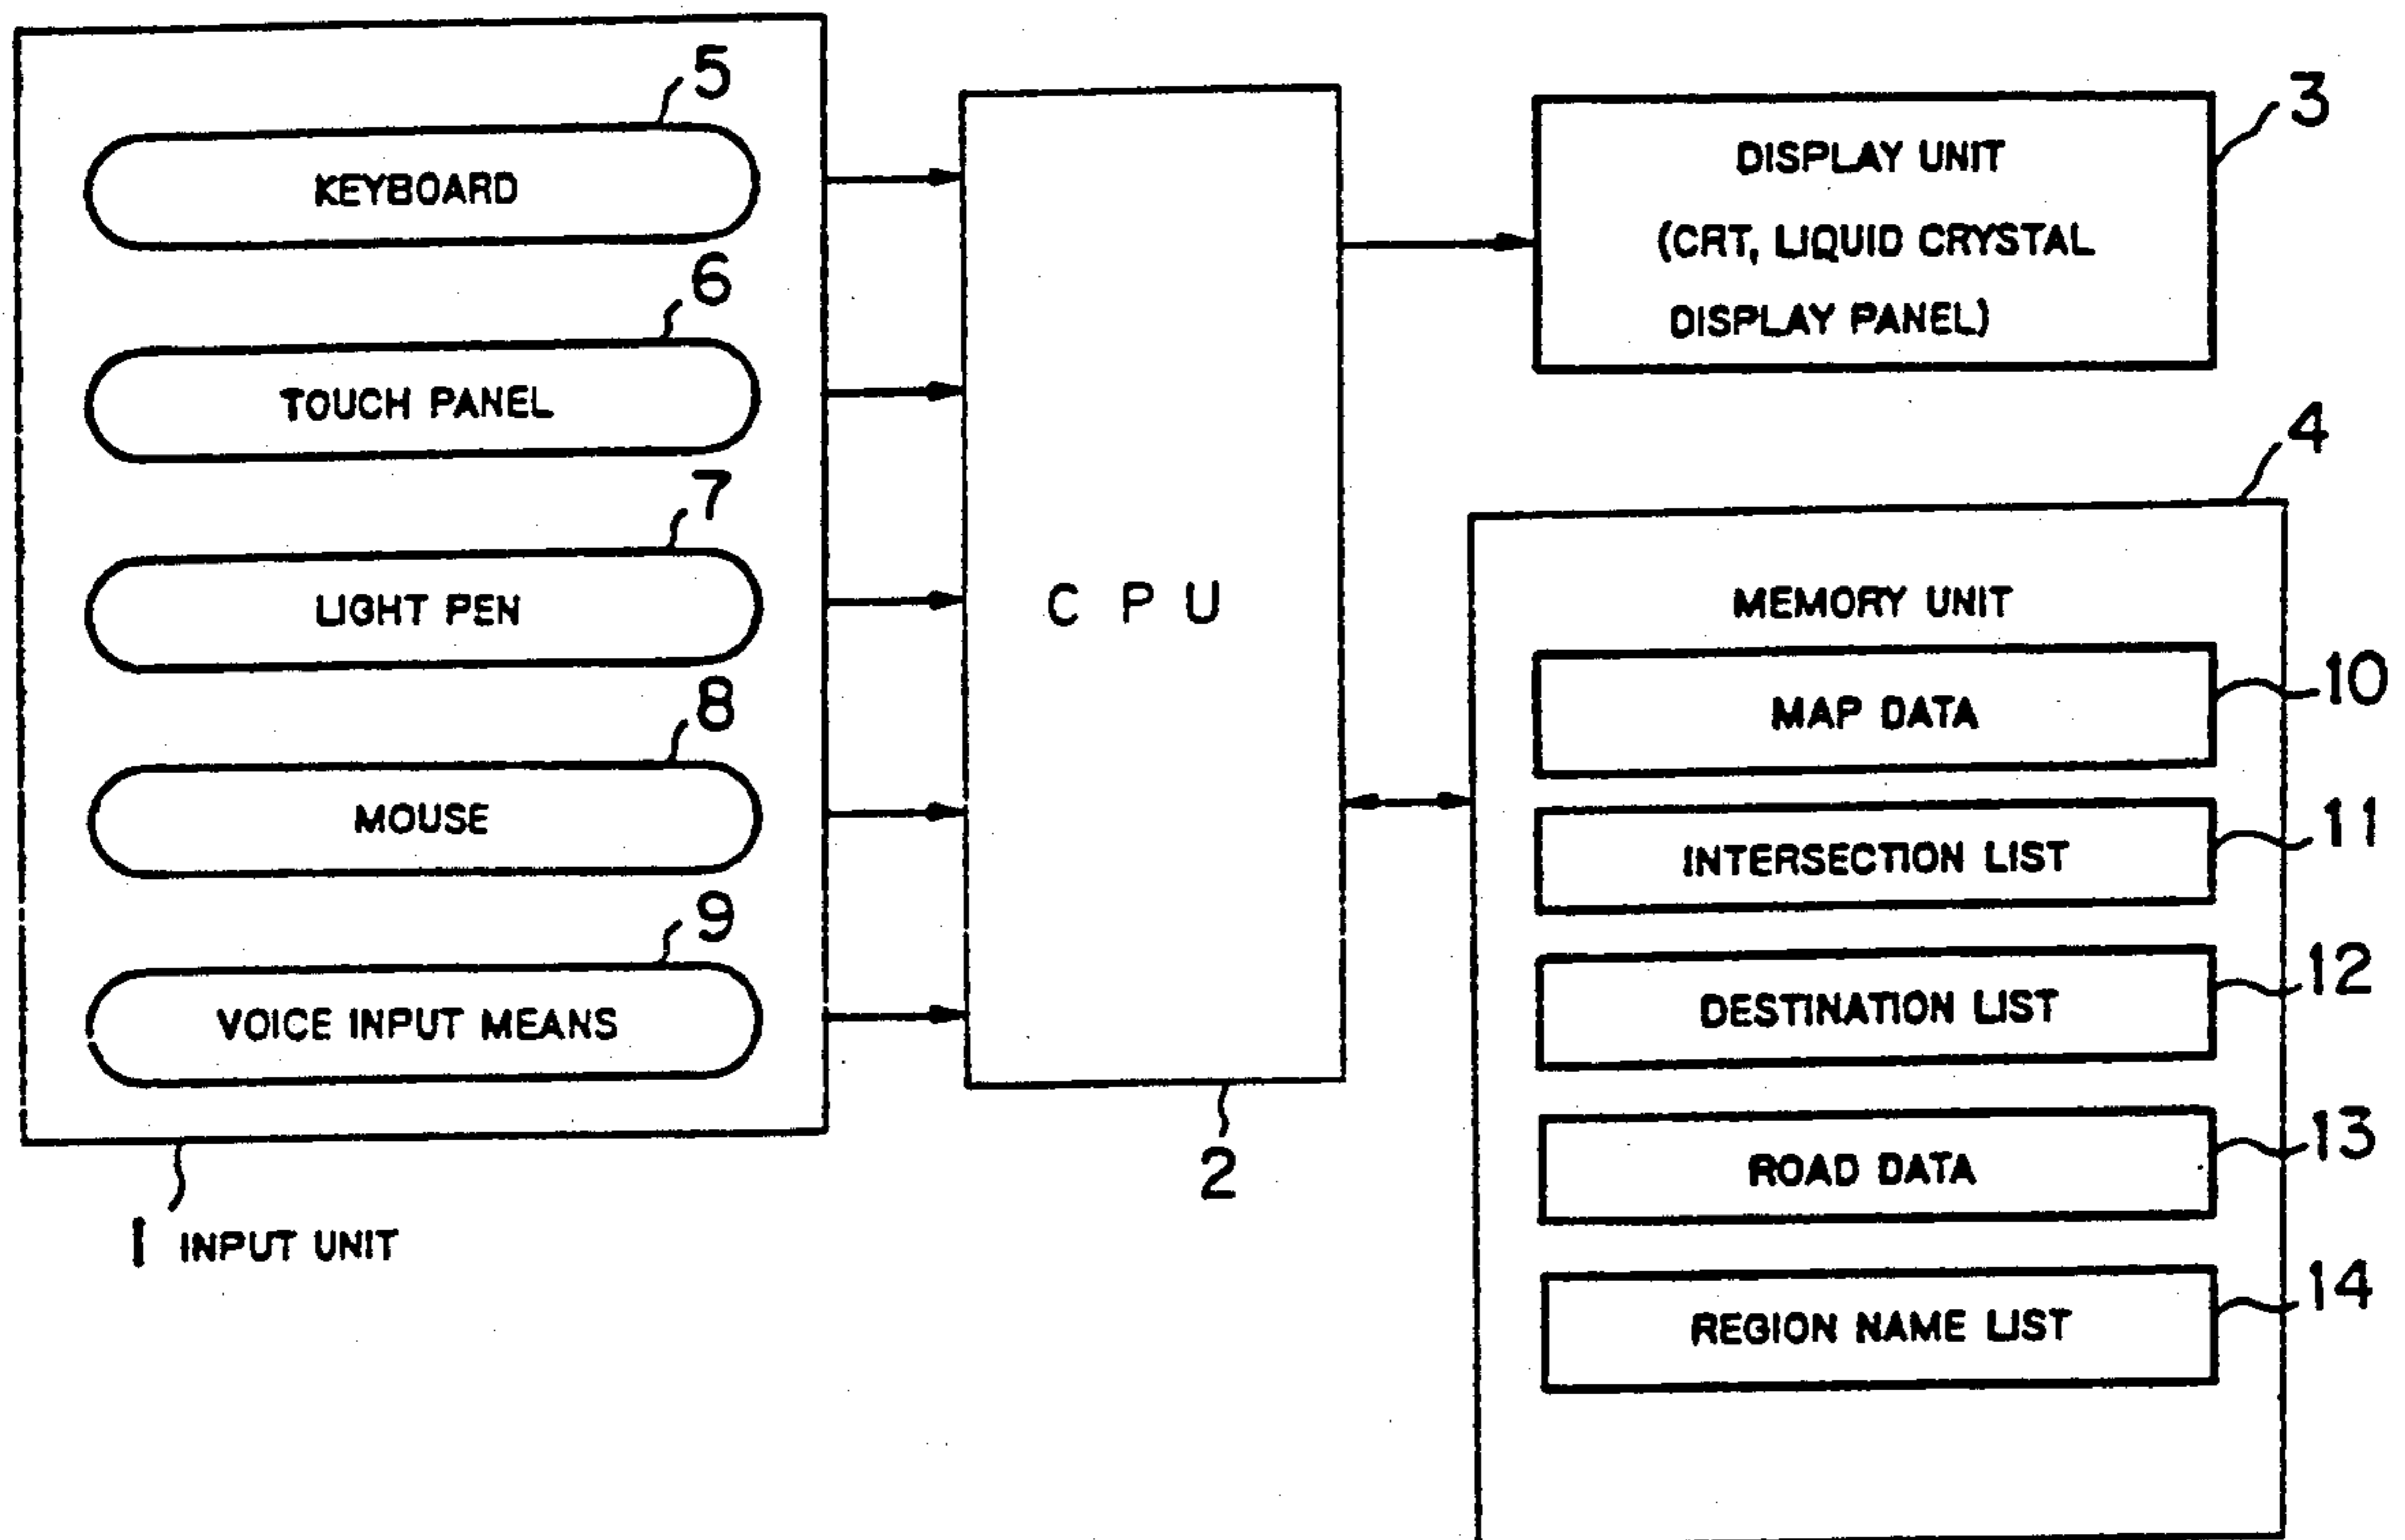 5
KEYBOARD
6
TOUCH PANEL
7
LIGHT PEN
8
MOUSE
9
VOICE INPUT MEANS
1 INPUT UNIT
C P U
2
3
DISPLAY UNIT
(CRT, LIQUID CRYSTAL
DISPLAY PANEL)
4
MEMORY UNIT
MAP DATA
10
INTERSECTION LIST
11
DESTINATION LIST
12
ROAD DATA
13
REGION NAME LIST
14